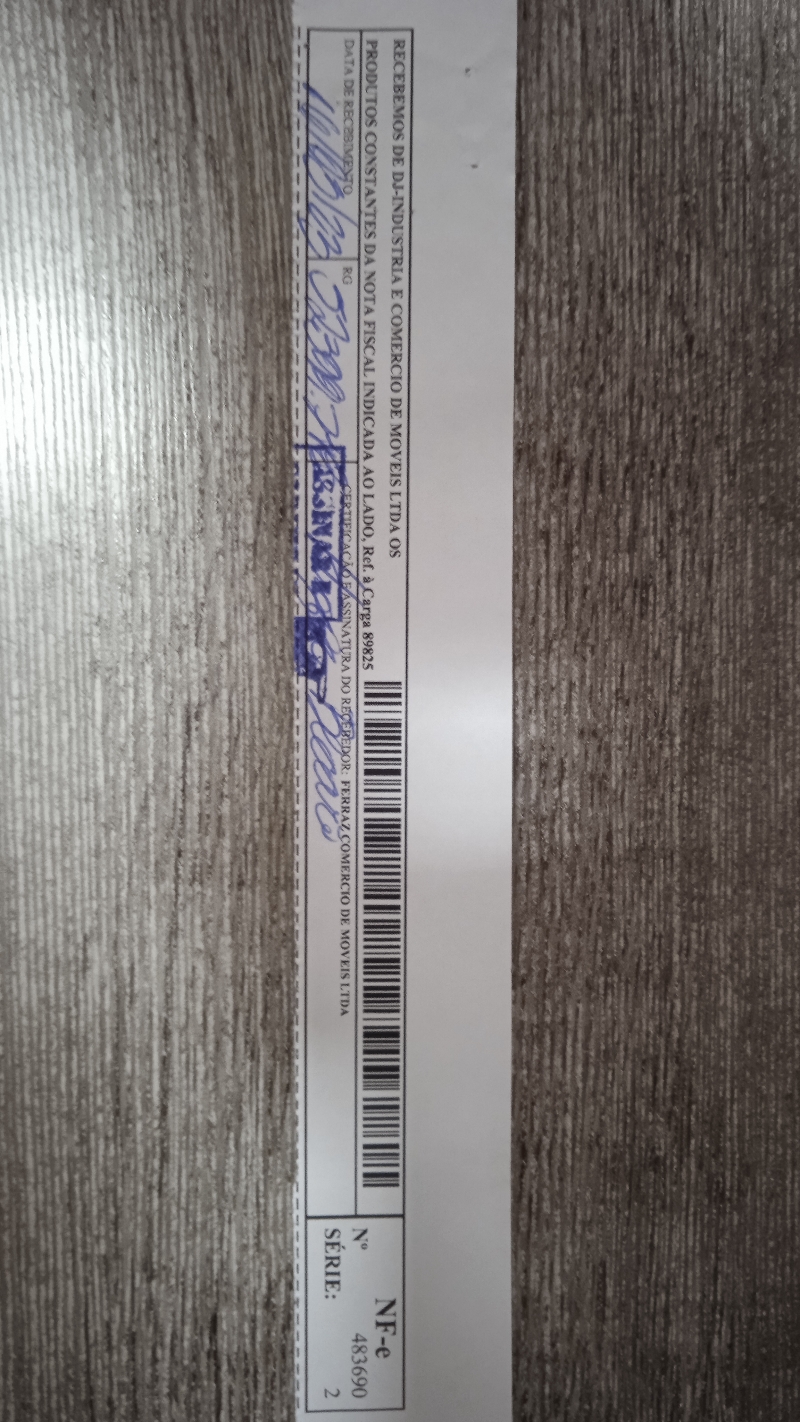 RECEBEMOS DE DJ-INDUSTRIA E COMERCIO DE MOVEIS LTDA OS
PRODUTOS CONSTANTES DA NOTA FISCAL INDICADA AO LADO, Ref. à Carga 89825
DATA DE RECEBIMENTO
RG
CERTIFICAÇÃO E ASSINATURA DO RECEBEDOR: FERRAZ COMERCIO DE MOVEIS LTDA
NF-e
Nº 483690
SÉRIE: 2